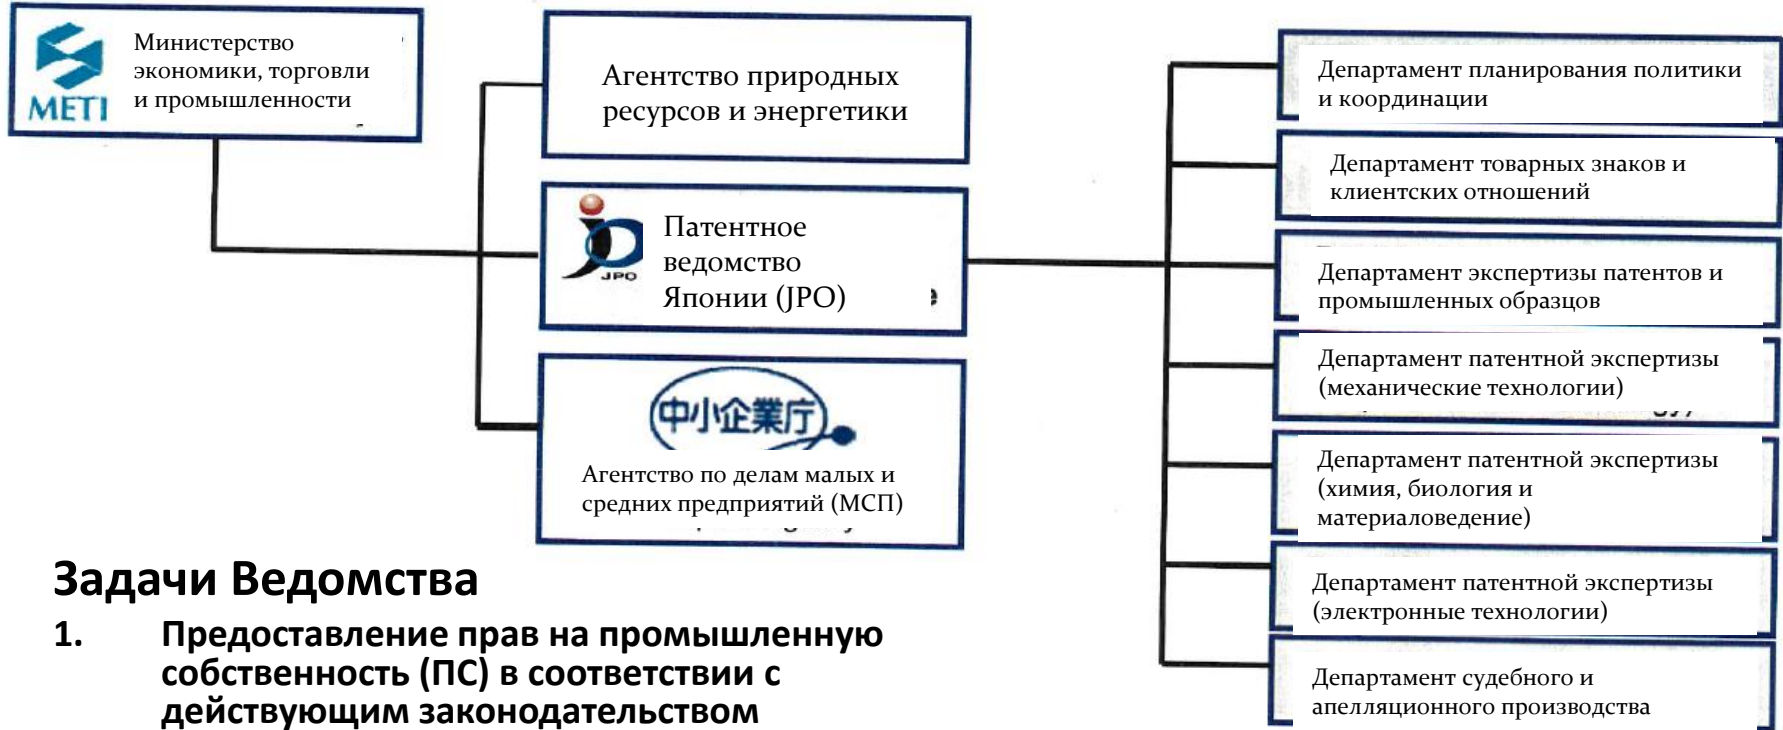 METI
Министерство
экономики, торговли
и промышленности
Агентство природных
ресурсов и энергетики
JPO
Патентное
ведомство
Японии (JPO)
中小企業庁
Агентство по делам малых и
средних предприятий (МСП)
Департамент планирования политики
и координации
Департамент товарных знаков и
клиентских отношений
Департамент экспертизы патентов и
промышленных образцов
Департамент патентной экспертизы
(механические технологии)
Департамент патентной экспертизы
(химия, биология и
материаловедение)
Департамент патентной экспертизы
(электронные технологии)
Департамент судебного и
апелляционного производства
Задачи Ведомства
1. Предоставление прав на промышленную
собственность (ПС) в соответствии с
действующим законодательством